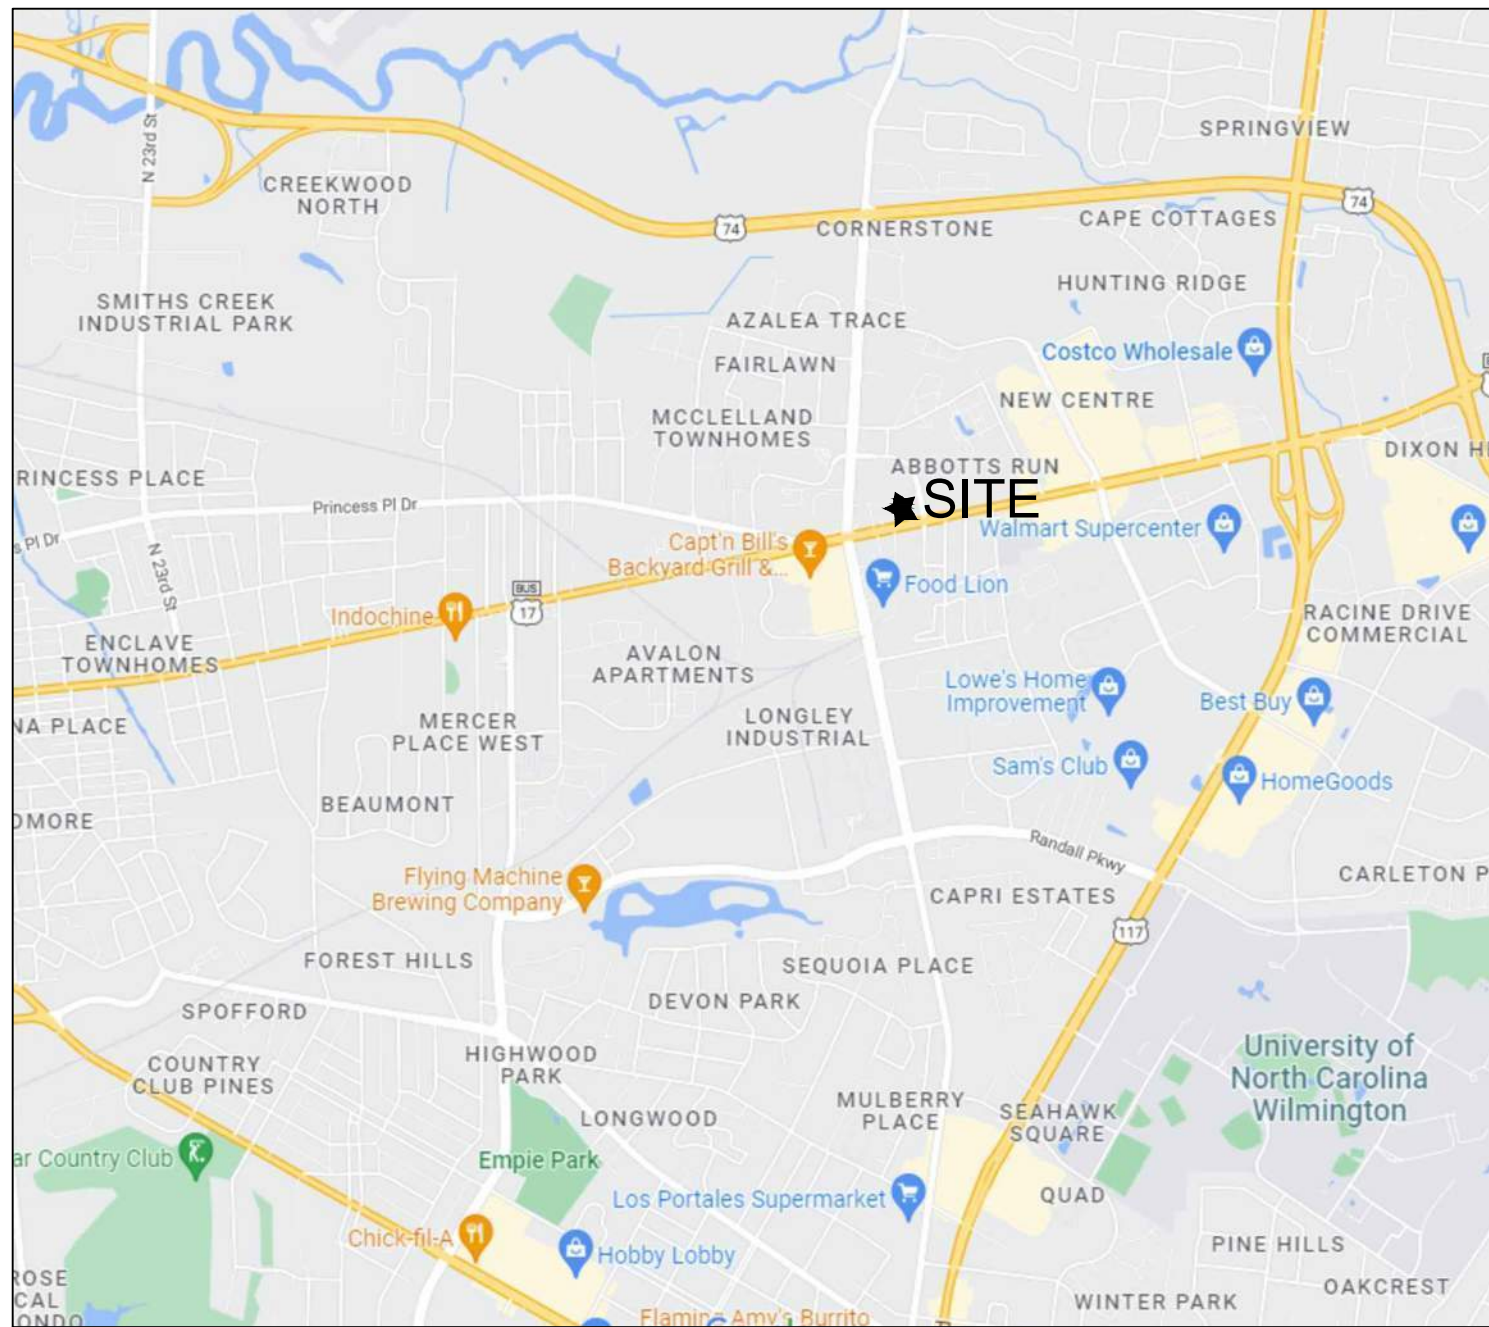 SPRINGVIEW
N 23rd St
CREEKWOOD
NORTH
74
74
CORNERSTONE
CAPE COTTAGES
HUNTING RIDGE
SMITHS CREEK
INDUSTRIAL PARK
AZALEA TRACE
Costco Wholesale
FAIRLAWN
NEW CENTRE
MCCLELLAND
TOWNHOMES
DIXON H
ABBOTTS RUN
RINCESS PLACE
SITE
Princess Pl Dr
Walmart Supercenter
s Pl Dr
Capt'n Bill's
Backyard Grill &...
N 23rd St
Food Lion
BUS
17
Indochine
RACINE DRIVE
COMMERCIAL
ENCLAVE
TOWNHOMES
AVALON
APARTMENTS
Lowe's Home
Improvement
Best Buy
NA PLACE
MERCER
PLACE WEST
LONGLEY
INDUSTRIAL
Sam's Club
HomeGoods
BEAUMONT
DMORE
Randall Pkwy
Flying Machine
Brewing Company
CARLETON P
CAPRI ESTATES
117
FOREST HILLS
SEQUOIA PLACE
SPOFFORD
DEVON PARK
COUNTRY
CLUB PINES
HIGHWOOD
PARK
University of
North Carolina
Wilmington
LONGWOOD
MULBERRY
PLACE
SEAHAWK
SQUARE
ar Country Club
Empie Park
Los Portales Supermarket
QUAD
Chick-fil-A
Hobby Lobby
PINE HILLS
ROSE
CAL
ONDO
OAKCREST
WINTER PARK
Flaming Amy's Burrito